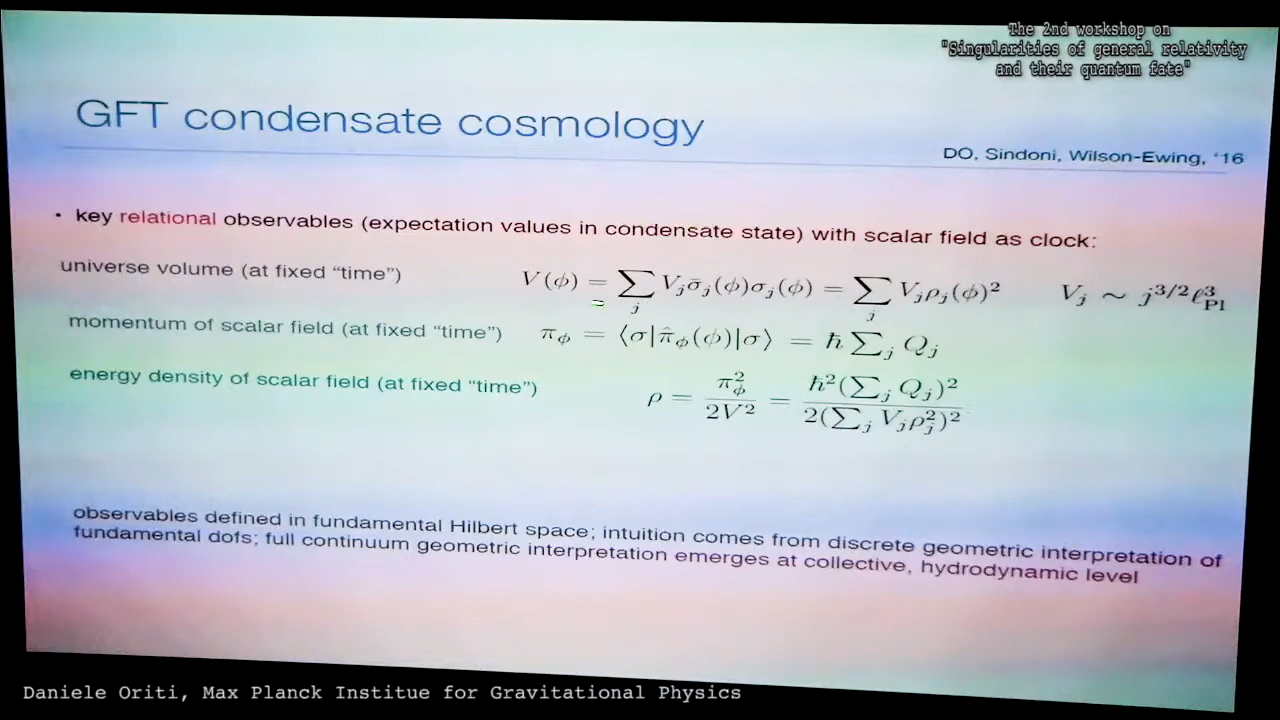 The 2nd workshop on
"Singularities of general relativity
and their quantum fate"
GFT condensate cosmology
DO, Sindoni, Wilson-Ewing, ‘16
• key relational observables (expectation values in condensate state) with scalar field as clock:
universe volume (at fixed “time”) V(ϕ) = ∑_j V_j σ̄_j(ϕ)σ_j(ϕ) = ∑_j V_j ρ_j(ϕ)² V_j ∼ j^{3/2} ℓ_{Pl}^3
momentum of scalar field (at fixed “time”) π_ϕ = ⟨σ|π̂_ϕ(ϕ)|σ⟩ = ℏ ∑_j Q_j
energy density of scalar field (at fixed “time”) ρ = π_ϕ^2 / 2V² = ℏ²(∑_j Q_j)² / 2(∑_j V_j ρ_j^2)²
observables defined in fundamental Hilbert space; intuition comes from discrete geometric interpretation of
fundamental dofs; full continuum geometric interpretation emerges at collective, hydrodynamic level
Daniele Oriti, Max Planck Institue for Gravitational Physics